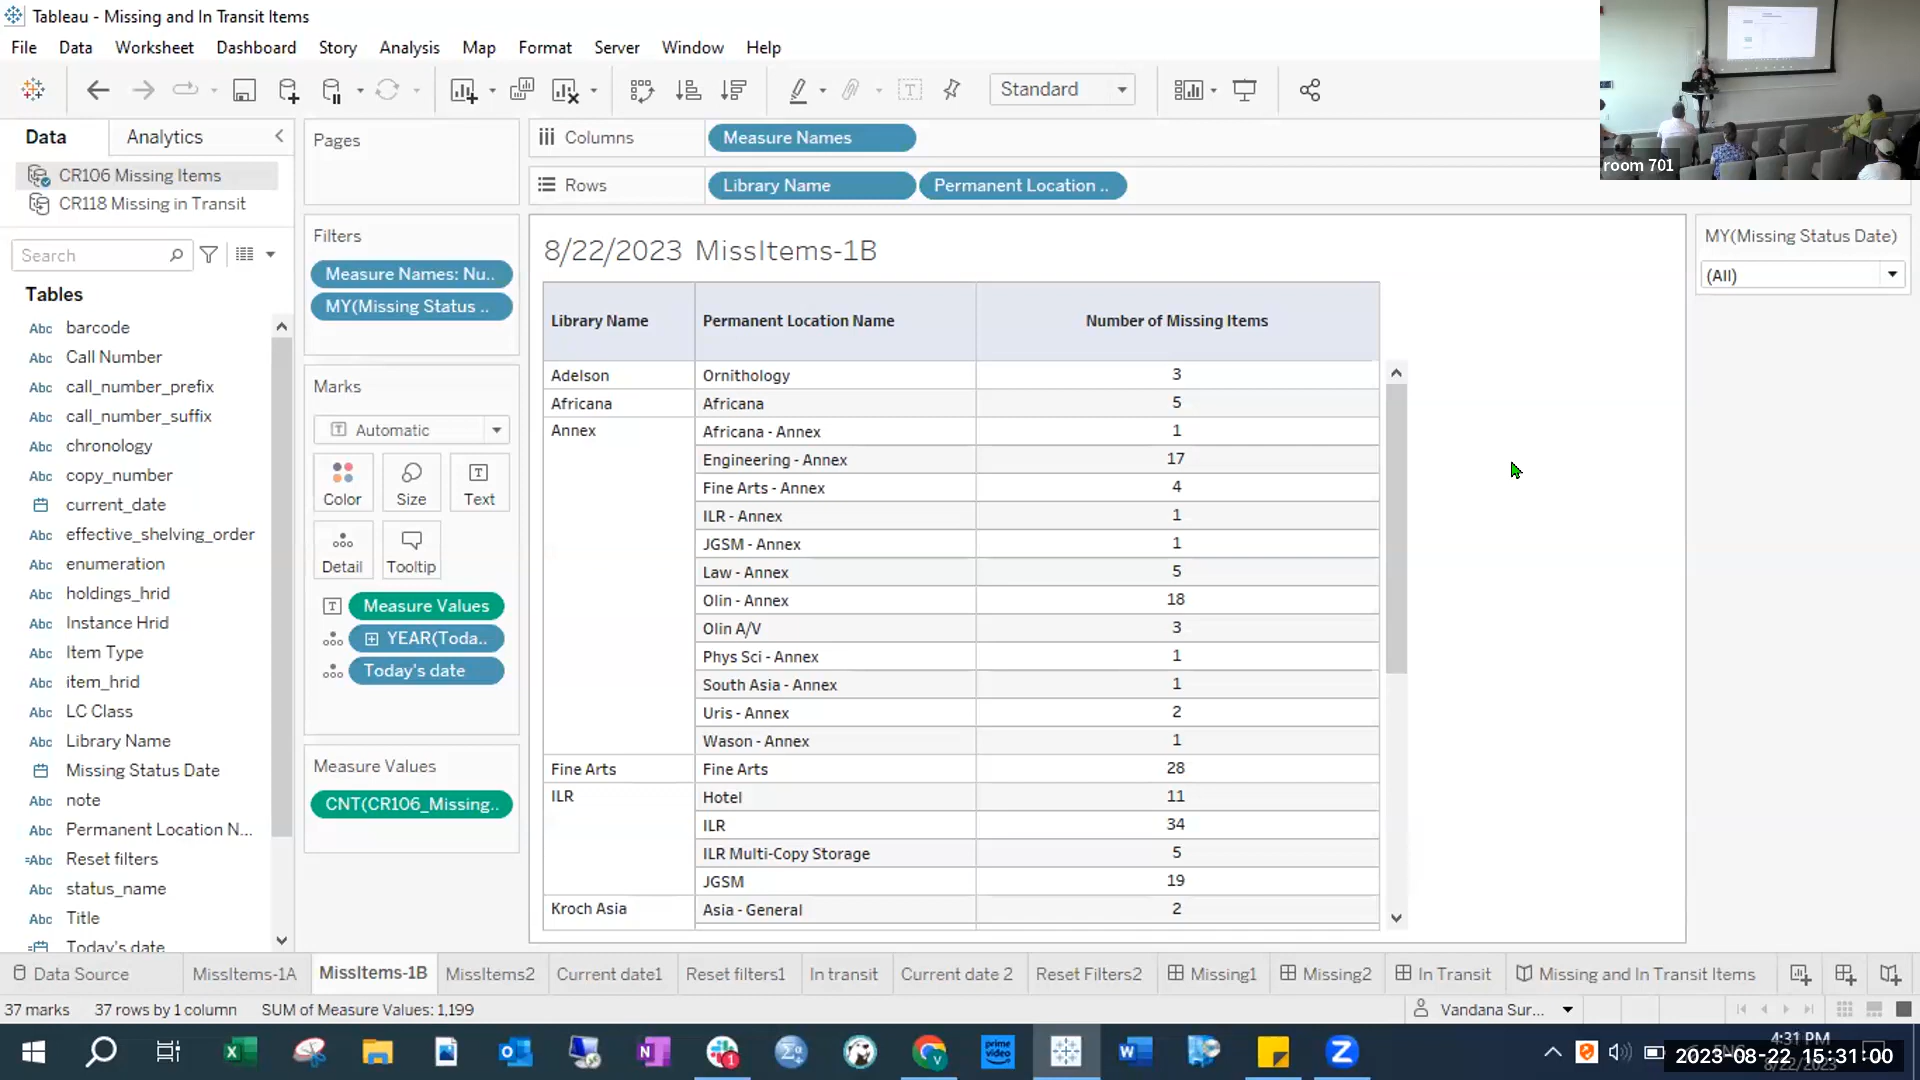 Tableau - Missing and In Transit Items
File Data Worksheet Dashboard Story Analysis Map Format Server Window Help
Standard
room 701
Data Analytics
CR106 Missing Items
CR118 Missing in Transit
Search
Tables
Abc barcode
Abc Call Number
Abc call_number_prefix
Abc call_number_suffix
Abc chronology
Abc copy_number
current_date
Abc effective_shelving_order
Abc enumeration
Abc holdings_hrid
Abc Instance Hrid
Abc Item Type
Abc item_hrid
Abc LC Class
Abc Library Name
Missing Status Date
Abc note
Abc Permanent Location N...
=Abc Reset filters
Abc status_name
Abc Title
Today's date
Pages
Filters
Measure Names: Nu..
MY(Missing Status ..
Marks
Automatic
Color Size Text
Detail Tooltip
Measure Values
YEAR(Toda..
Today's date
Measure Values
CNT(CR106_Missing..
Columns Measure Names
Rows Library Name Permanent Location ..
8/22/2023 MissItems-1B
Library Name Permanent Location Name Number of Missing Items
Adelson Ornithology 3
Africana Africana 5
Annex Africana - Annex 1
Engineering - Annex 17
Fine Arts - Annex 4
ILR - Annex 1
JGSM - Annex 1
Law - Annex 5
Olin - Annex 18
Olin A/V 3
Phys Sci - Annex 1
South Asia - Annex 1
Uris - Annex 2
Wason - Annex 1
Fine Arts Fine Arts 28
ILR Hotel 11
ILR 34
ILR Multi-Copy Storage 5
JGSM 19
Kroch Asia Asia - General 2
MY(Missing Status Date)
(All)
Data Source MissItems-1A MissItems-1B MissItems2 Current date1 Reset filters1 In transit Current date 2 Reset Filters2 Missing1 Missing2 In Transit Missing and In Transit Items
37 marks 37 rows by 1 column SUM of Measure Values: 1,199 Vandana Sur...
4:31 PM
2023-08-22 15:31:00